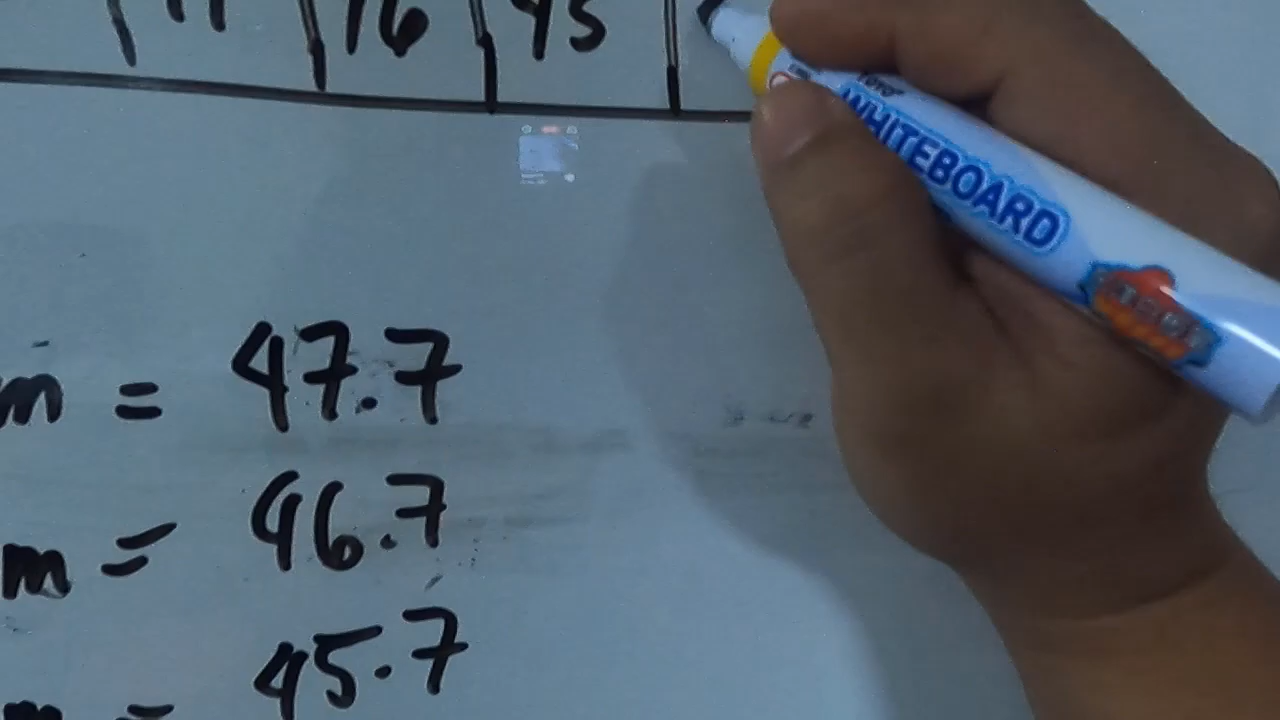 16 45
WHITEBOARD
m = 47.7
m = 46.7
m = 45.7